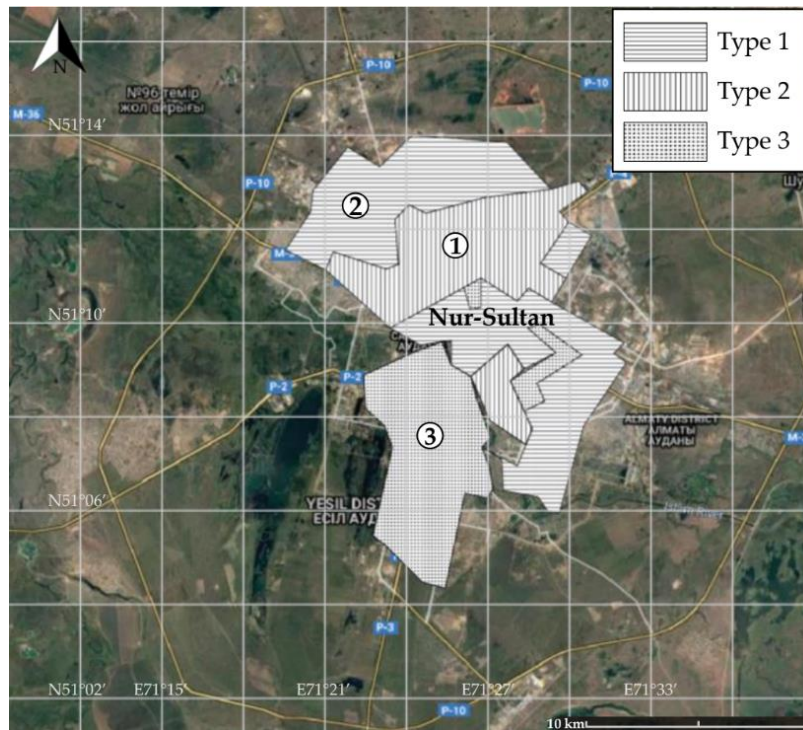 N
Type 1
Type 2
Type 3
P-10
P-10
№96 темір
жол айрығы
M-36
N51°14′
P-10
②
①
Nur-Sultan
N51°10′
P-2
P-2
③
ALMATY DISTRICT
АЛМАТЫ
АУДАНЫ
N51°06′
YESIL DIS
ЕСІЛ АУД
P-3
N51°02′
E71°15′
E71°21′
E71°27′
E71°33′
P-10
10 km